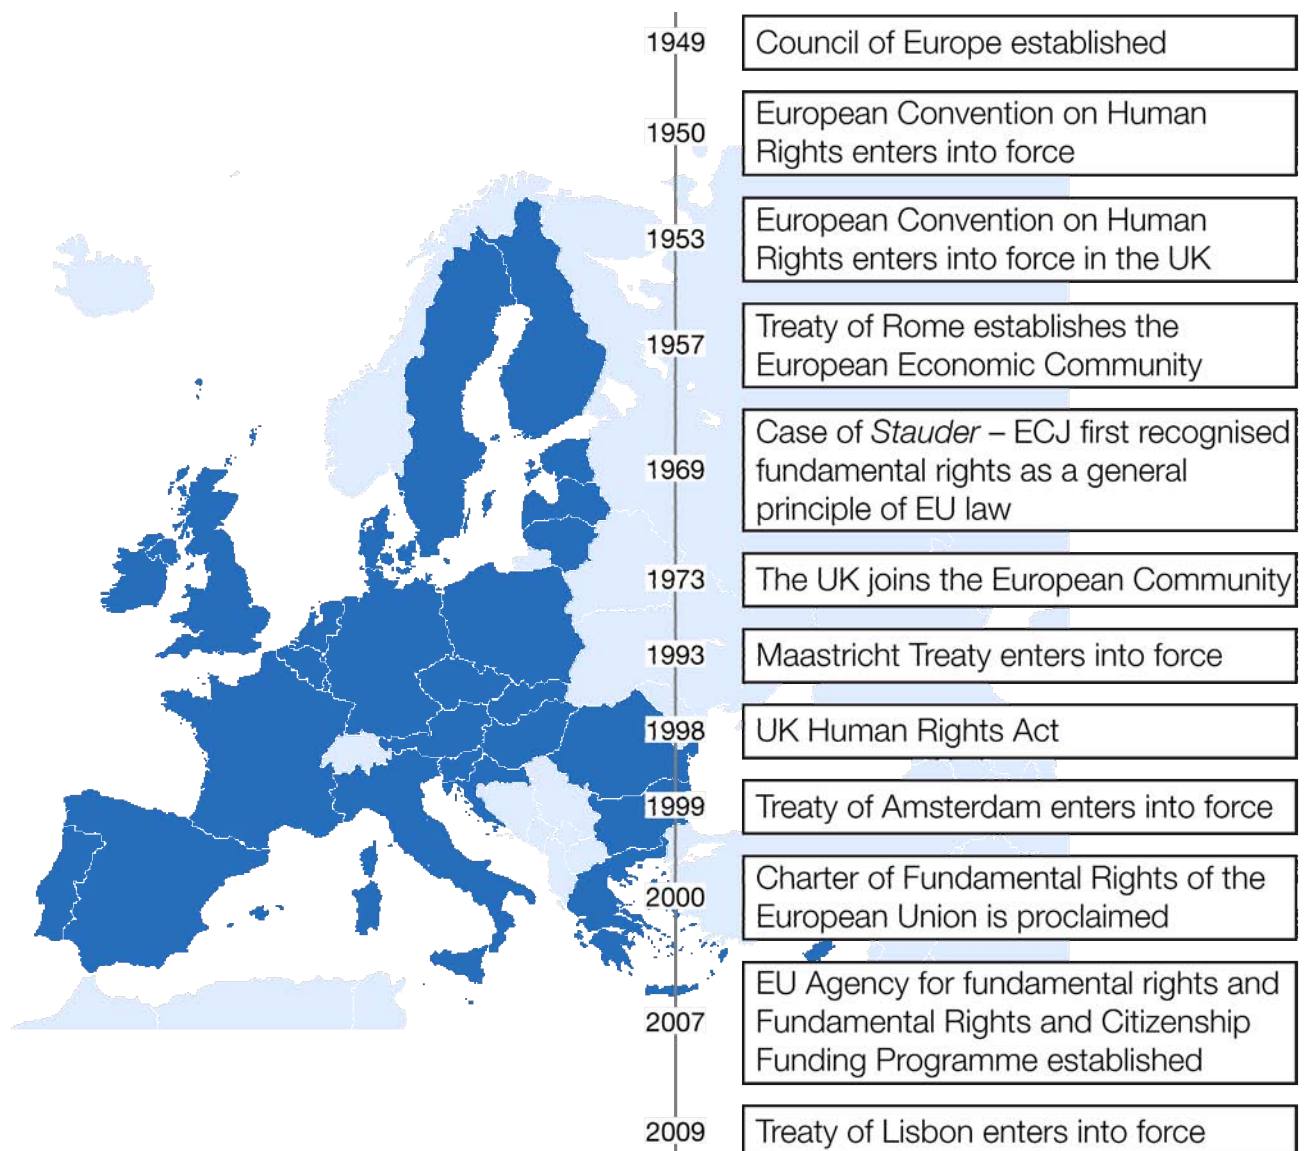 1949
Council of Europe established
1950
European Convention on Human
Rights enters into force
1953
European Convention on Human
Rights enters into force in the UK
1957
Treaty of Rome establishes the
European Economic Community
1969
Case of Stauder – ECJ first recognised
fundamental rights as a general
principle of EU law
1973
The UK joins the European Community
1993
Maastricht Treaty enters into force
1998
UK Human Rights Act
1999
Treaty of Amsterdam enters into force
2000
Charter of Fundamental Rights of the
European Union is proclaimed
2007
EU Agency for fundamental rights and
Fundamental Rights and Citizenship
Funding Programme established
2009
Treaty of Lisbon enters into force